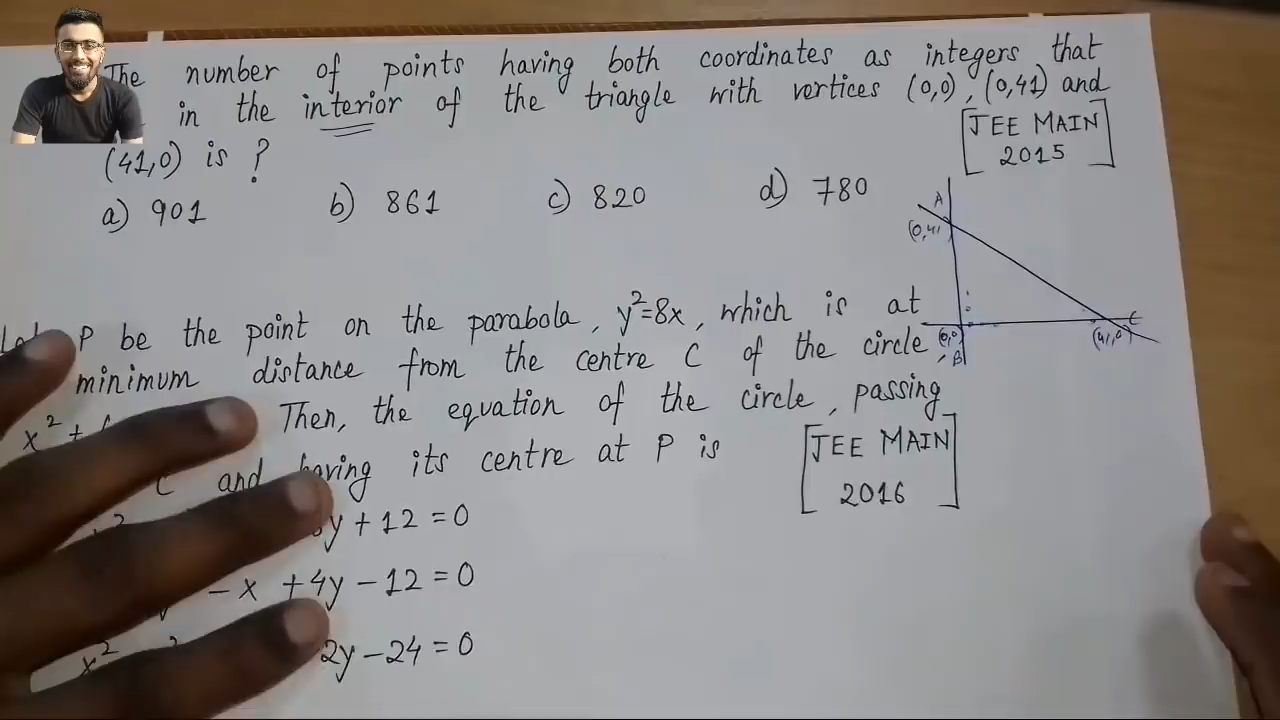 The number of points having both coordinates as integers that
in the interior of the triangle with vertices (0,0), (0,41) and
(41,0) is ?
[JEE MAIN
2015]
a) 901 b) 861 c) 820 d) 780
A
(0,41
(0,0)
B
C
(41,0)
P be the point on the parabola, y²=8x, which is at
minimum distance from the centre C of the circle,
x² + Then, the equation of the circle, passing
C and having its centre at P is
[JEE MAIN
2016]
y + 12 = 0
- x + 4y - 12 = 0
x² 2y - 24 = 0